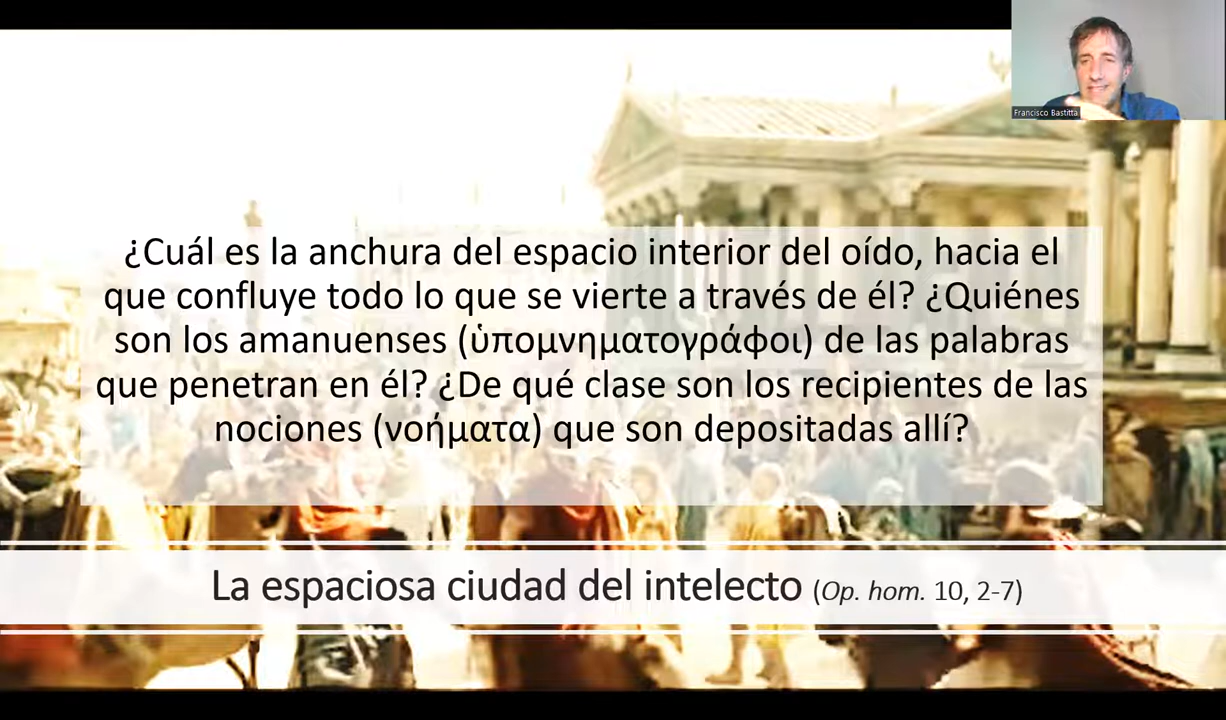 Francisco Bastitta
¿Cuál es la anchura del espacio interior del oído, hacia el
que confluye todo lo que se vierte a través de él? ¿Quiénes
son los amanuenses (ὑπομνηματογράφοι) de las palabras
que penetran en él? ¿De qué clase son los recipientes de las
nociones (νοήματα) que son depositadas allí?
La espaciosa ciudad del intelecto (Op. hom. 10, 2-7)